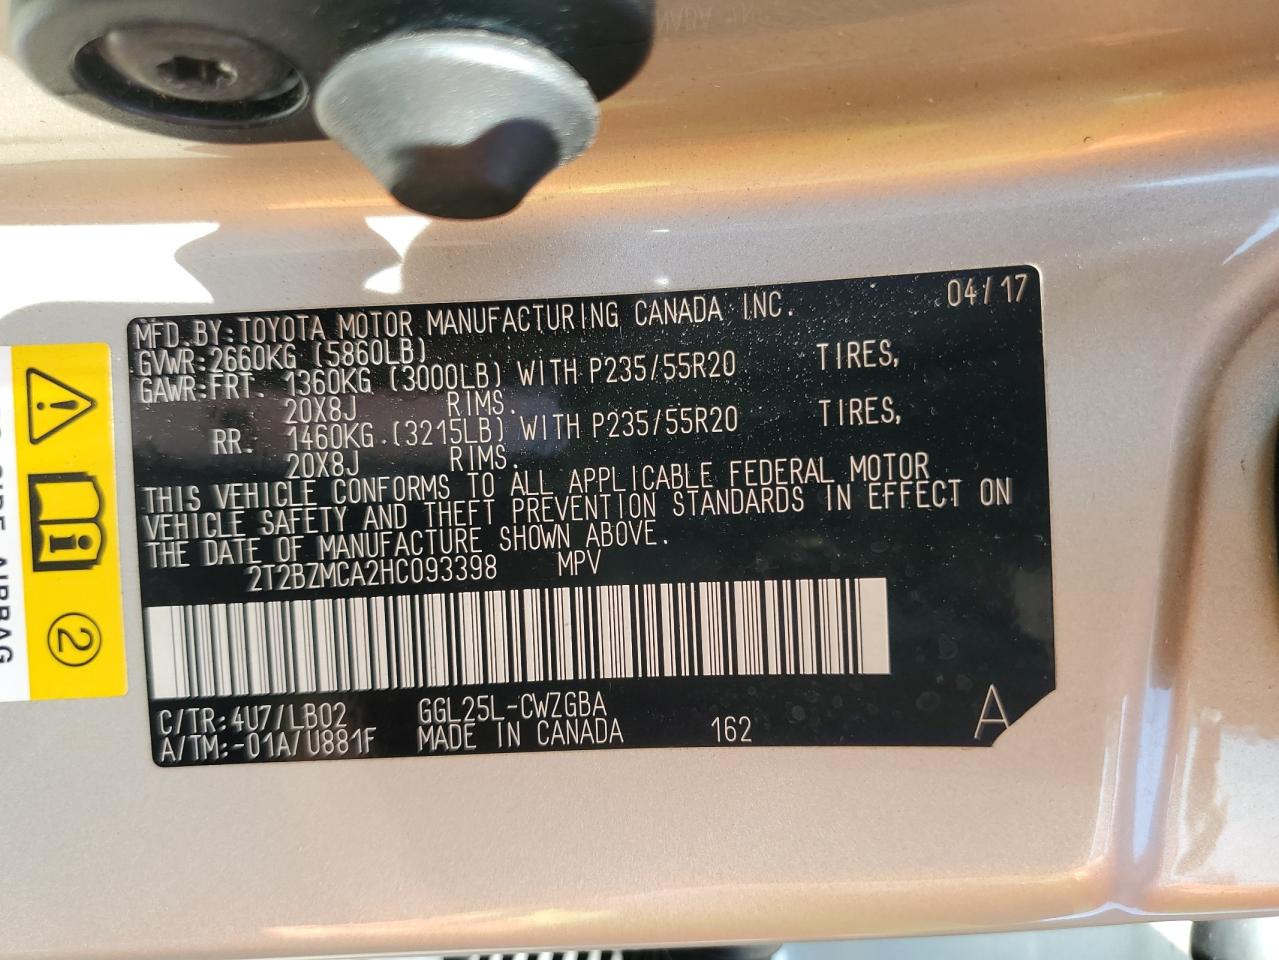 04/17
MFD.BY:TOYOTA MOTOR MANUFACTURING CANADA INC.
GVWR:2660KG (5860LB)
GAWR:FRT. 1360KG (3000LB) WITH P235/55R20 TIRES,
20X8J RIMS.
RR. 1460KG (3215LB) WITH P235/55R20 TIRES,
20X8J RIMS.
THIS VEHICLE CONFORMS TO ALL APPLICABLE FEDERAL MOTOR
VEHICLE SAFETY AND THEFT PREVENTION STANDARDS IN EFFECT ON
THE DATE OF MANUFACTURE SHOWN ABOVE.
2T2BZMCA2HC093398 MPV
C/TR:4U7/LB02 GGL25L-CWZGBA
A/TM:-01A/U881F MADE IN CANADA 162
A
2
AIRBAG